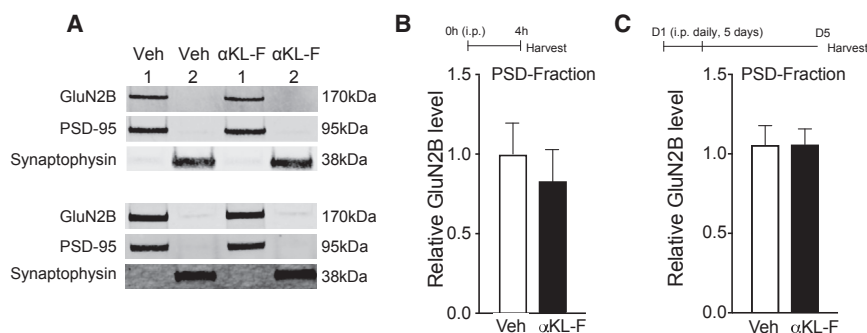 A
Veh Veh αKL-F αKL-F
1 2 1 2
GluN2B 170kDa
PSD-95 95kDa
Synaptophysin 38kDa
GluN2B 170kDa
PSD-95 95kDa
Synaptophysin 38kDa
B
0h (i.p.) 4h
Harvest
PSD-Fraction
Relative GluN2B level
1.5
1.0
0.5
0.0
Veh αKL-F
C
D1 (i.p. daily, 5 days) D5
Harvest
PSD-Fraction
Relative GluN2B level
1.5
1.0
0.5
0.0
Veh αKL-F